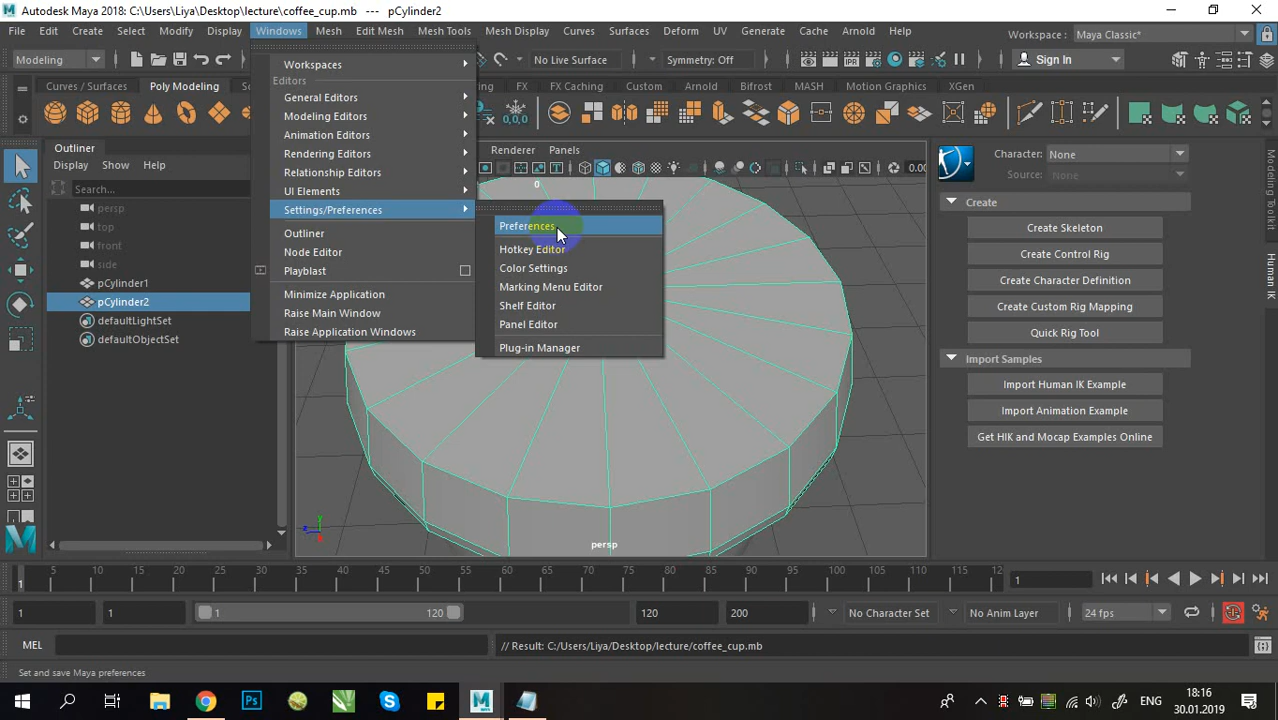 Autodesk Maya 2018: C:\Users\Liya\Desktop\lecture\coffee_cup.mb --- pCylinder2
File Edit Create Select Modify Display Windows Mesh Edit Mesh Mesh Tools Mesh Display Curves Surfaces Deform UV Generate Cache Arnold Help
Workspace : Maya Classic*
Modeling
No Live Surface
Symmetry: Off
Sign In
Curves / Surfaces
Poly Modeling
FX
FX Caching
Custom
Arnold
Bifrost
MASH
Motion Graphics
XGen
0,0,0
Workspaces
Editors
General Editors
Modeling Editors
Animation Editors
Rendering Editors
Relationship Editors
UI Elements
Settings/Preferences
Outliner
Node Editor
Playblast
Minimize Application
Raise Main Window
Raise Application Windows
Preferences
Hotkey Editor
Color Settings
Marking Menu Editor
Shelf Editor
Panel Editor
Plug-in Manager
Outliner
Display Show Help
Search...
persp
top
front
side
pCylinder1
pCylinder2
defaultLightSet
defaultObjectSet
Renderer Panels
0.00
0
persp
Character: None
Source: None
Create
Create Skeleton
Create Control Rig
Create Character Definition
Create Custom Rig Mapping
Quick Rig Tool
Import Samples
Import Human IK Example
Import Animation Example
Get HIK and Mocap Examples Online
Modeling Toolkit
1 5 10 15 20 25 30 35 40 45 50 55 60 65 70 75 80 85 90 95 100 105 110 115 12
1
1 1 1 120 120 200 No Character Set No Anim Layer 24 fps
MEL
// Result: C:/Users/Liya/Desktop/lecture/coffee_cup.mb
Set and save Maya preferences
Ps
ENG
18:16
30.01.2019